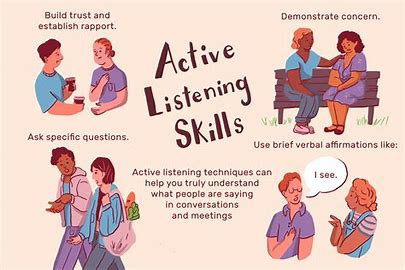 Build trust and
establish rapport.
Active
Listening
Skills
Demonstrate concern.
Ask specific questions.
Active listening techniques can
help you truly understand
what people are saying
in conversations
and meetings
Use brief verbal affirmations like:
I see.